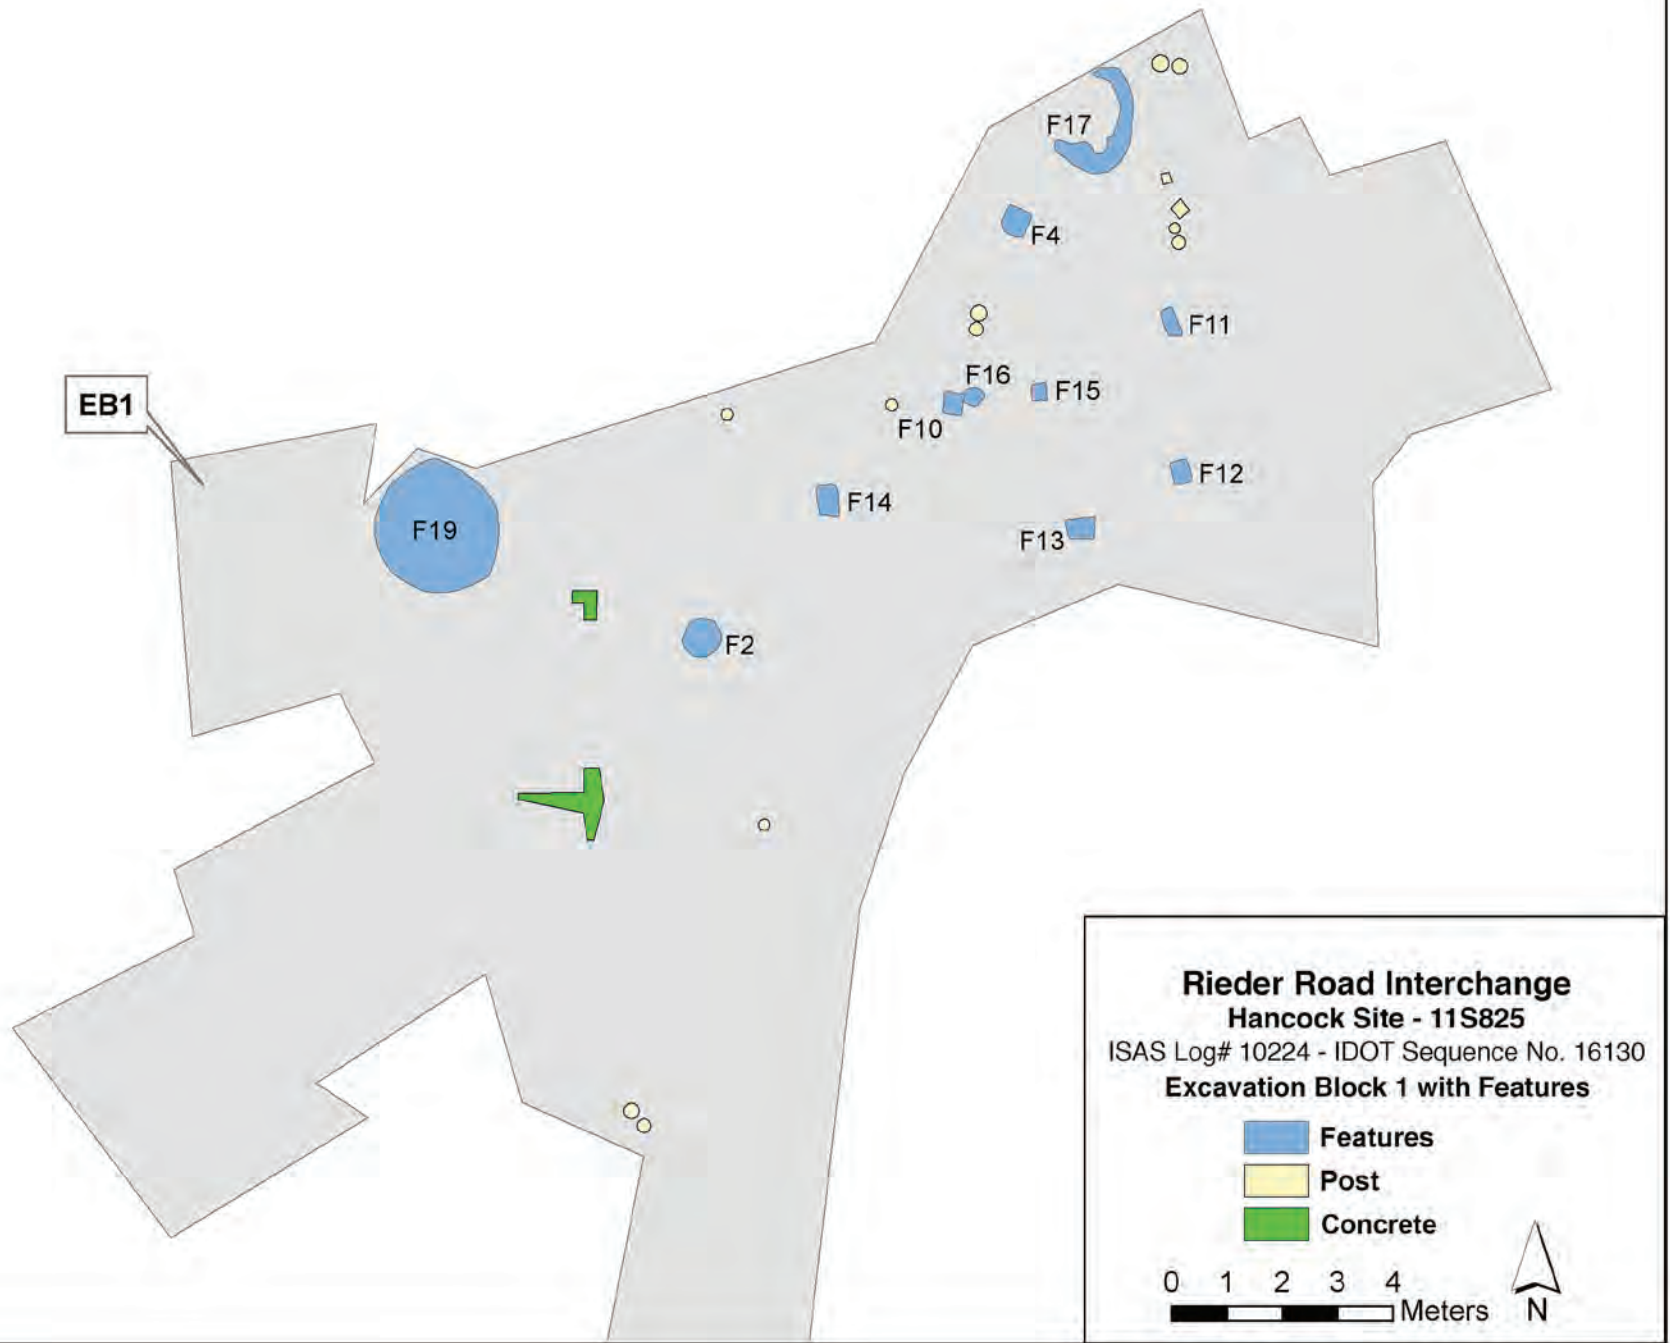 F17
F4
F11
F16
F15
EB1
F10
F12
F14
F19
F13
F2
Rieder Road Interchange
Hancock Site - 11S825
ISAS Log# 10224 - IDOT Sequence No. 16130
Excavation Block 1 with Features
Features
Post
Concrete
0 1 2 3 4
Meters
N